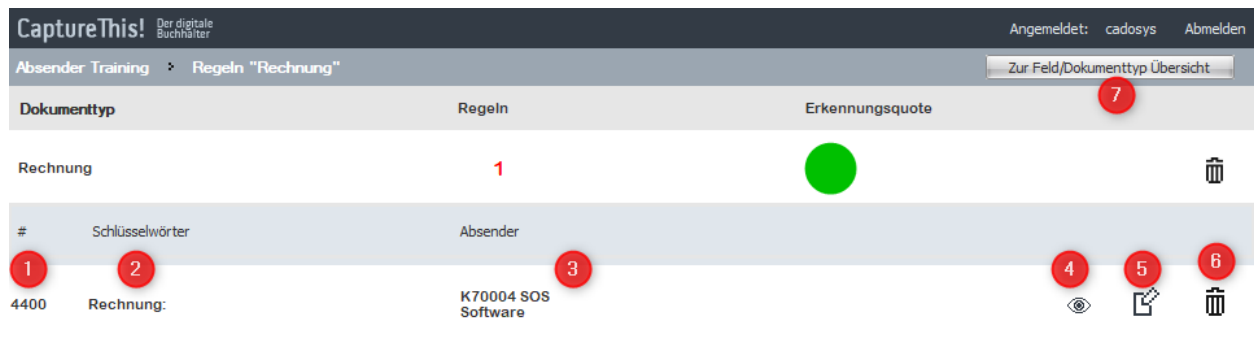 CaptureThis! Der digitale Buchhalter Angemeldet: cadosys Abmelden
Absender Training Regeln "Rechnung" Zur Feld/Dokumenttyp Übersicht
7
Dokumenttyp Regeln Erkennungsquote
Rechnung 1
# Schlüsselwörter Absender
1 2 3 4 5 6
4400 Rechnung: K70004 SOS
Software